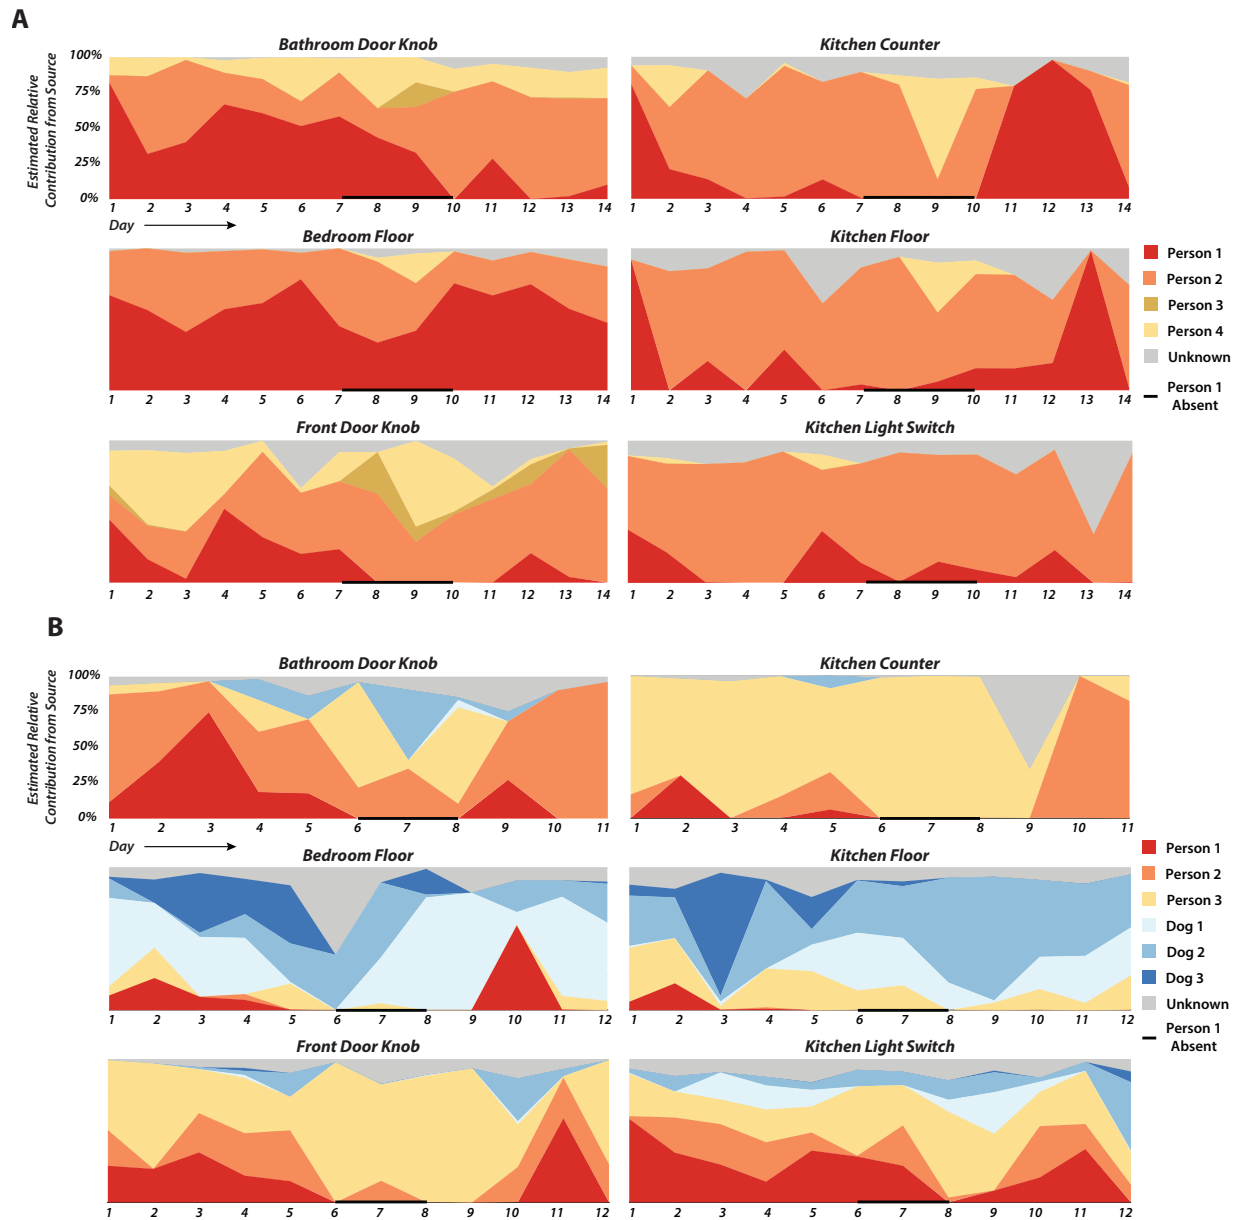 A
Bathroom Door Knob
Kitchen Counter
Estimated Relative
Contribution from Source
100%
75%
50%
25%
0%
1 2 3 4 5 6 7 8 9 10 11 12 13 14
1 2 3 4 5 6 7 8 9 10 11 12 13 14
Day
Bedroom Floor
Kitchen Floor
1 2 3 4 5 6 7 8 9 10 11 12 13 14
1 2 3 4 5 6 7 8 9 10 11 12 13 14
Person 1
Person 2
Person 3
Person 4
Unknown
Person 1
Absent
Front Door Knob
Kitchen Light Switch
1 2 3 4 5 6 7 8 9 10 11 12 13 14
1 2 3 4 5 6 7 8 9 10 11 12 13 14
B
Bathroom Door Knob
Kitchen Counter
Estimated Relative
Contribution from Source
100%
75%
50%
25%
0%
1 2 3 4 5 6 7 8 9 10 11
1 2 3 4 5 6 7 8 9 10 11
Day
Bedroom Floor
Kitchen Floor
1 2 3 4 5 6 7 8 9 10 11 12
1 2 3 4 5 6 7 8 9 10 11 12
Person 1
Person 2
Person 3
Dog 1
Dog 2
Dog 3
Unknown
Person 1
Absent
Front Door Knob
Kitchen Light Switch
1 2 3 4 5 6 7 8 9 10 11 12
1 2 3 4 5 6 7 8 9 10 11 12